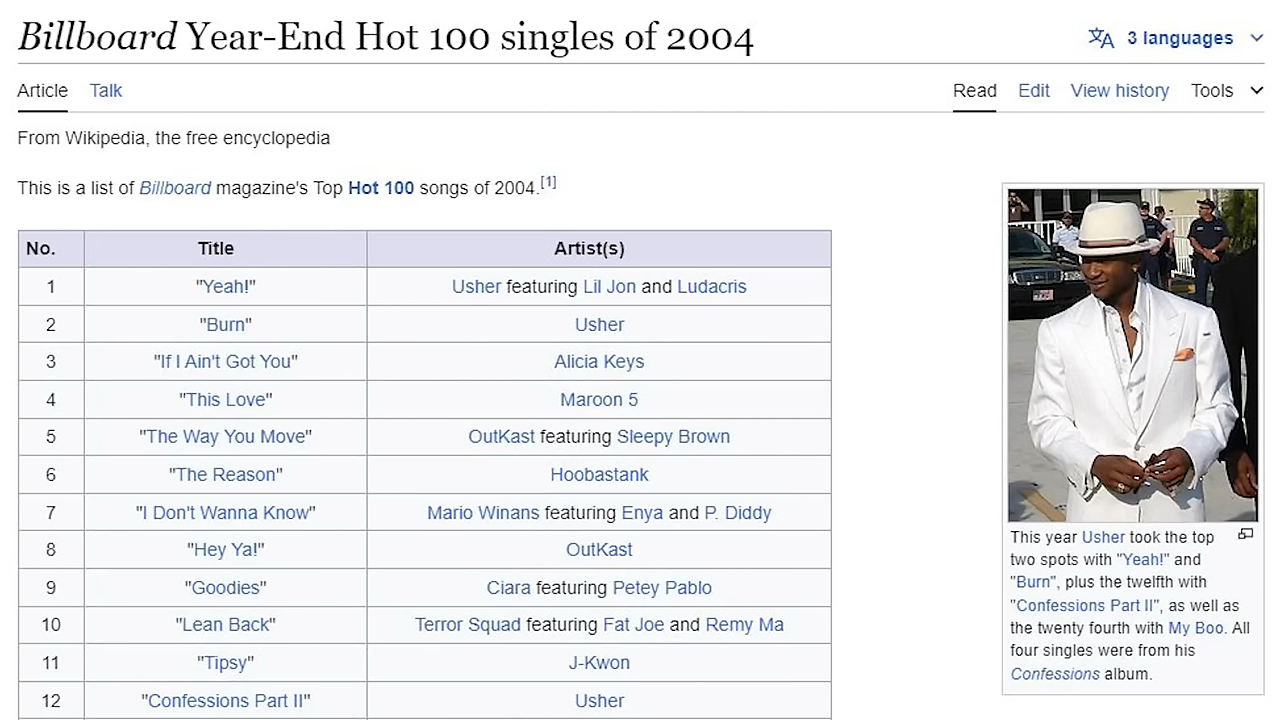 Billboard Year-End Hot 100 singles of 2004
3 languages
Article Talk Read Edit View history Tools
From Wikipedia, the free encyclopedia
This is a list of Billboard magazine's Top Hot 100 songs of 2004.[1]
No. Title Artist(s)
1 "Yeah!" Usher featuring Lil Jon and Ludacris
2 "Burn" Usher
3 "If I Ain't Got You" Alicia Keys
4 "This Love" Maroon 5
5 "The Way You Move" OutKast featuring Sleepy Brown
6 "The Reason" Hoobastank
7 "I Don't Wanna Know" Mario Winans featuring Enya and P. Diddy
8 "Hey Ya!" OutKast
9 "Goodies" Ciara featuring Petey Pablo
10 "Lean Back" Terror Squad featuring Fat Joe and Remy Ma
11 "Tipsy" J-Kwon
12 "Confessions Part II" Usher
This year Usher took the top
two spots with "Yeah!" and
"Burn", plus the twelfth with
"Confessions Part II", as well as
the twenty fourth with My Boo. All
four singles were from his
Confessions album.